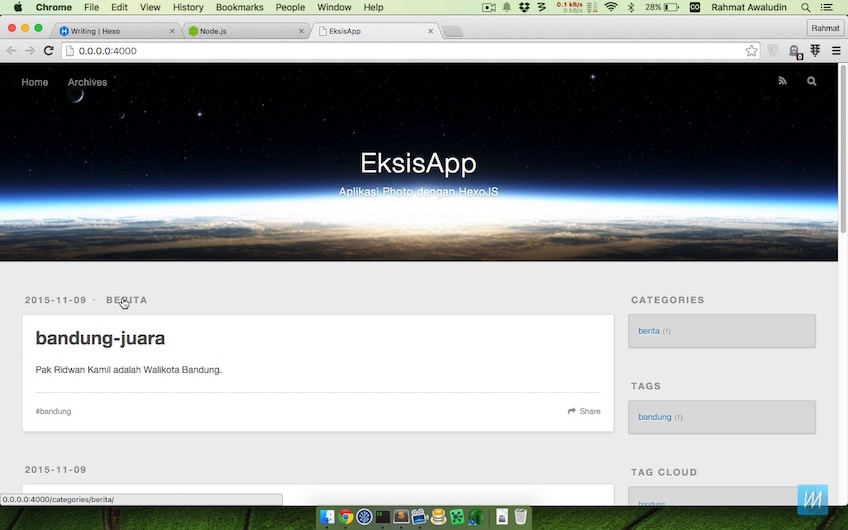 Chrome File Edit View History Bookmarks People Window Help 0.1 kB/s 0 kB/s 28% Rahmat Awaludin
Writing | Hexo Node.js EksisApp Rahmat
0.0.0.0:4000
Home Archives
EksisApp
Aplikasi Photo dengan HexoJS
2015-11-09 · BERITA
bandung-juara
Pak Ridwan Kamil adalah Walikota Bandung.
#bandung Share
CATEGORIES
berita (1)
TAGS
bandung (1)
TAG CLOUD
bandung
2015-11-09
0.0.0.0:4000/categories/berita/